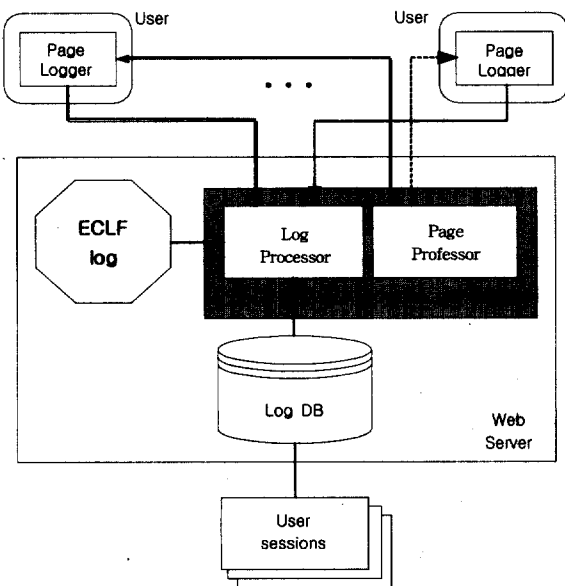 User
User
Page
Logger
Page
Logger
. . .
ECLF
log
Log
Processor
Page
Professor
Log DB
Web
Server
User
sessions